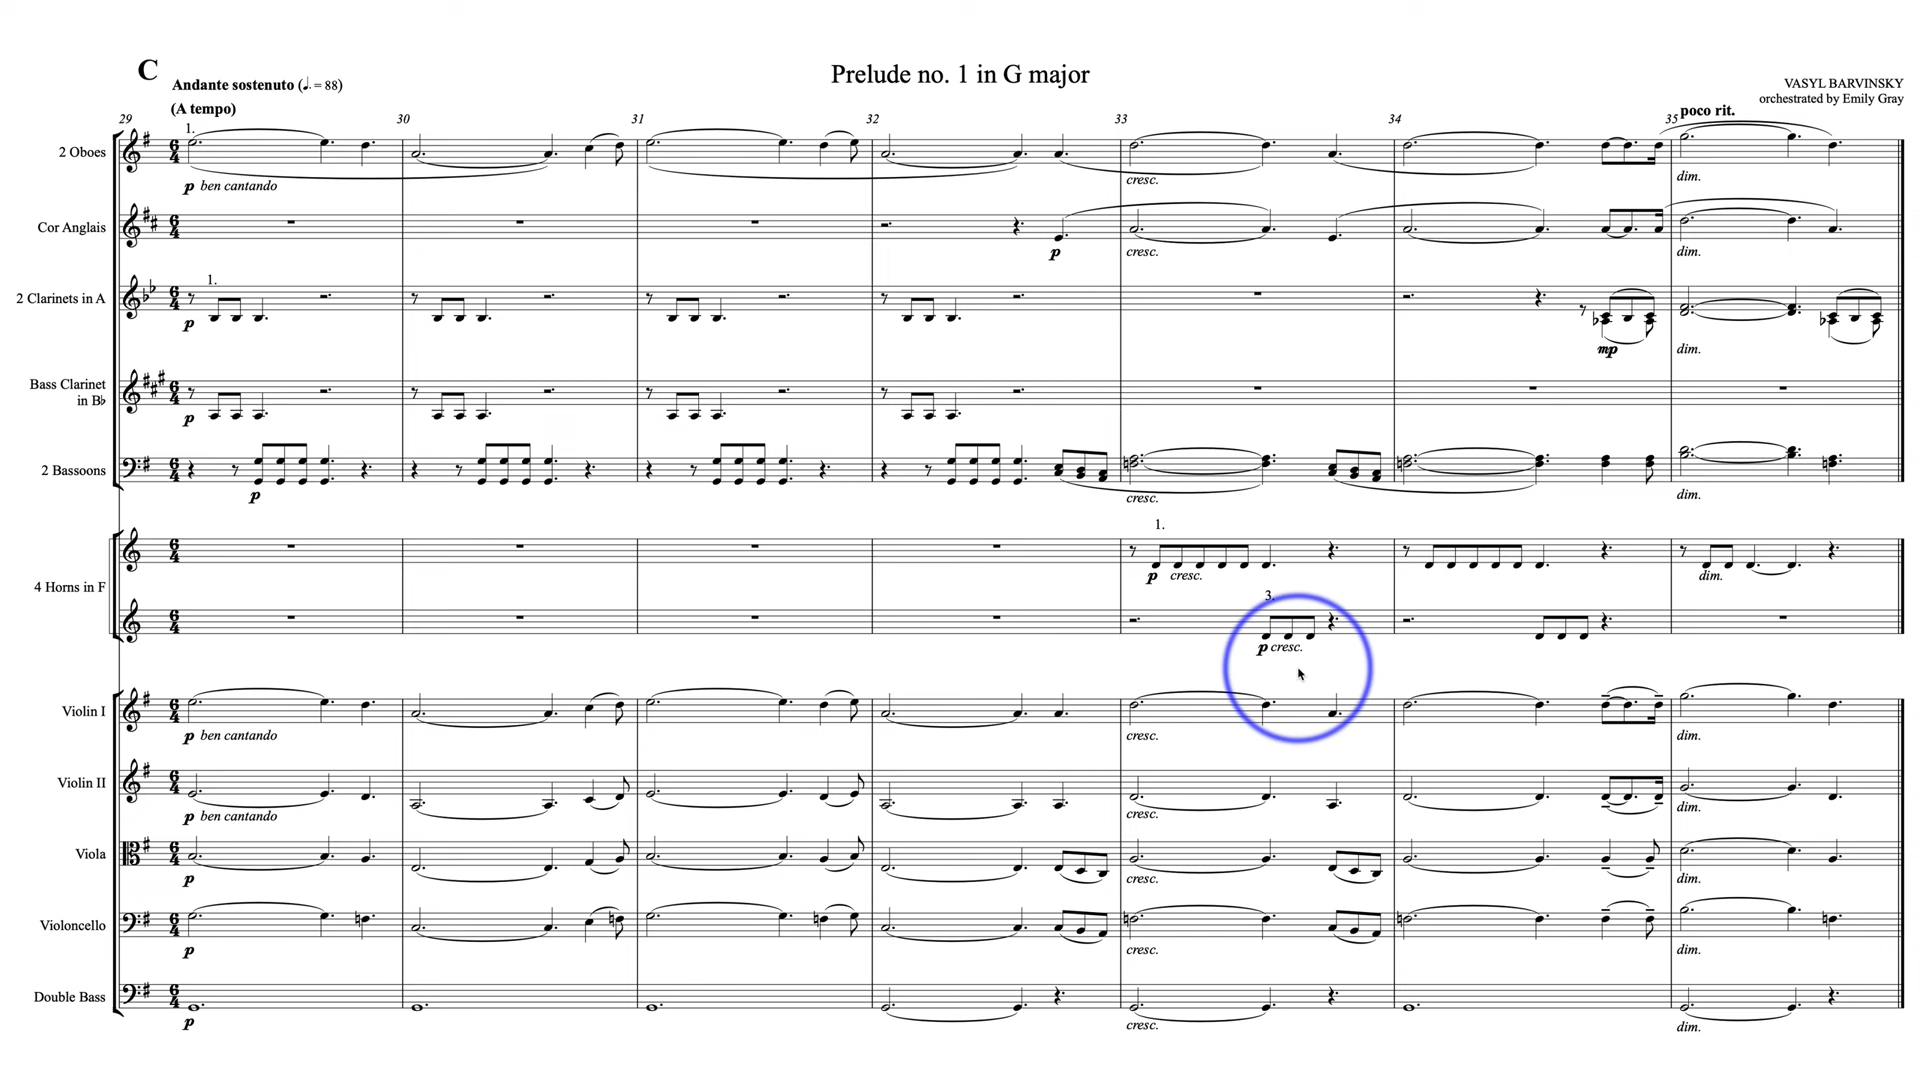 C
Prelude no. 1 in G major
Andante sostenuto (♩. = 88)
VASYL BARVINSKY
orchestrated by Emily Gray
(A tempo)
poco rit.
29 30 31 32 33 34 35
1.
2 Oboes
p ben cantando cresc. dim.
Cor Anglais
p cresc. dim.
1.
2 Clarinets in A
p mp dim.
Bass Clarinet
in B♭
p
2 Bassoons
p cresc. dim.
1.
p cresc. dim.
4 Horns in F
3.
p cresc.
Violin I
p ben cantando cresc. dim.
Violin II
p ben cantando cresc. dim.
Viola
p cresc. dim.
Violoncello
p cresc. dim.
Double Bass
p cresc. dim.